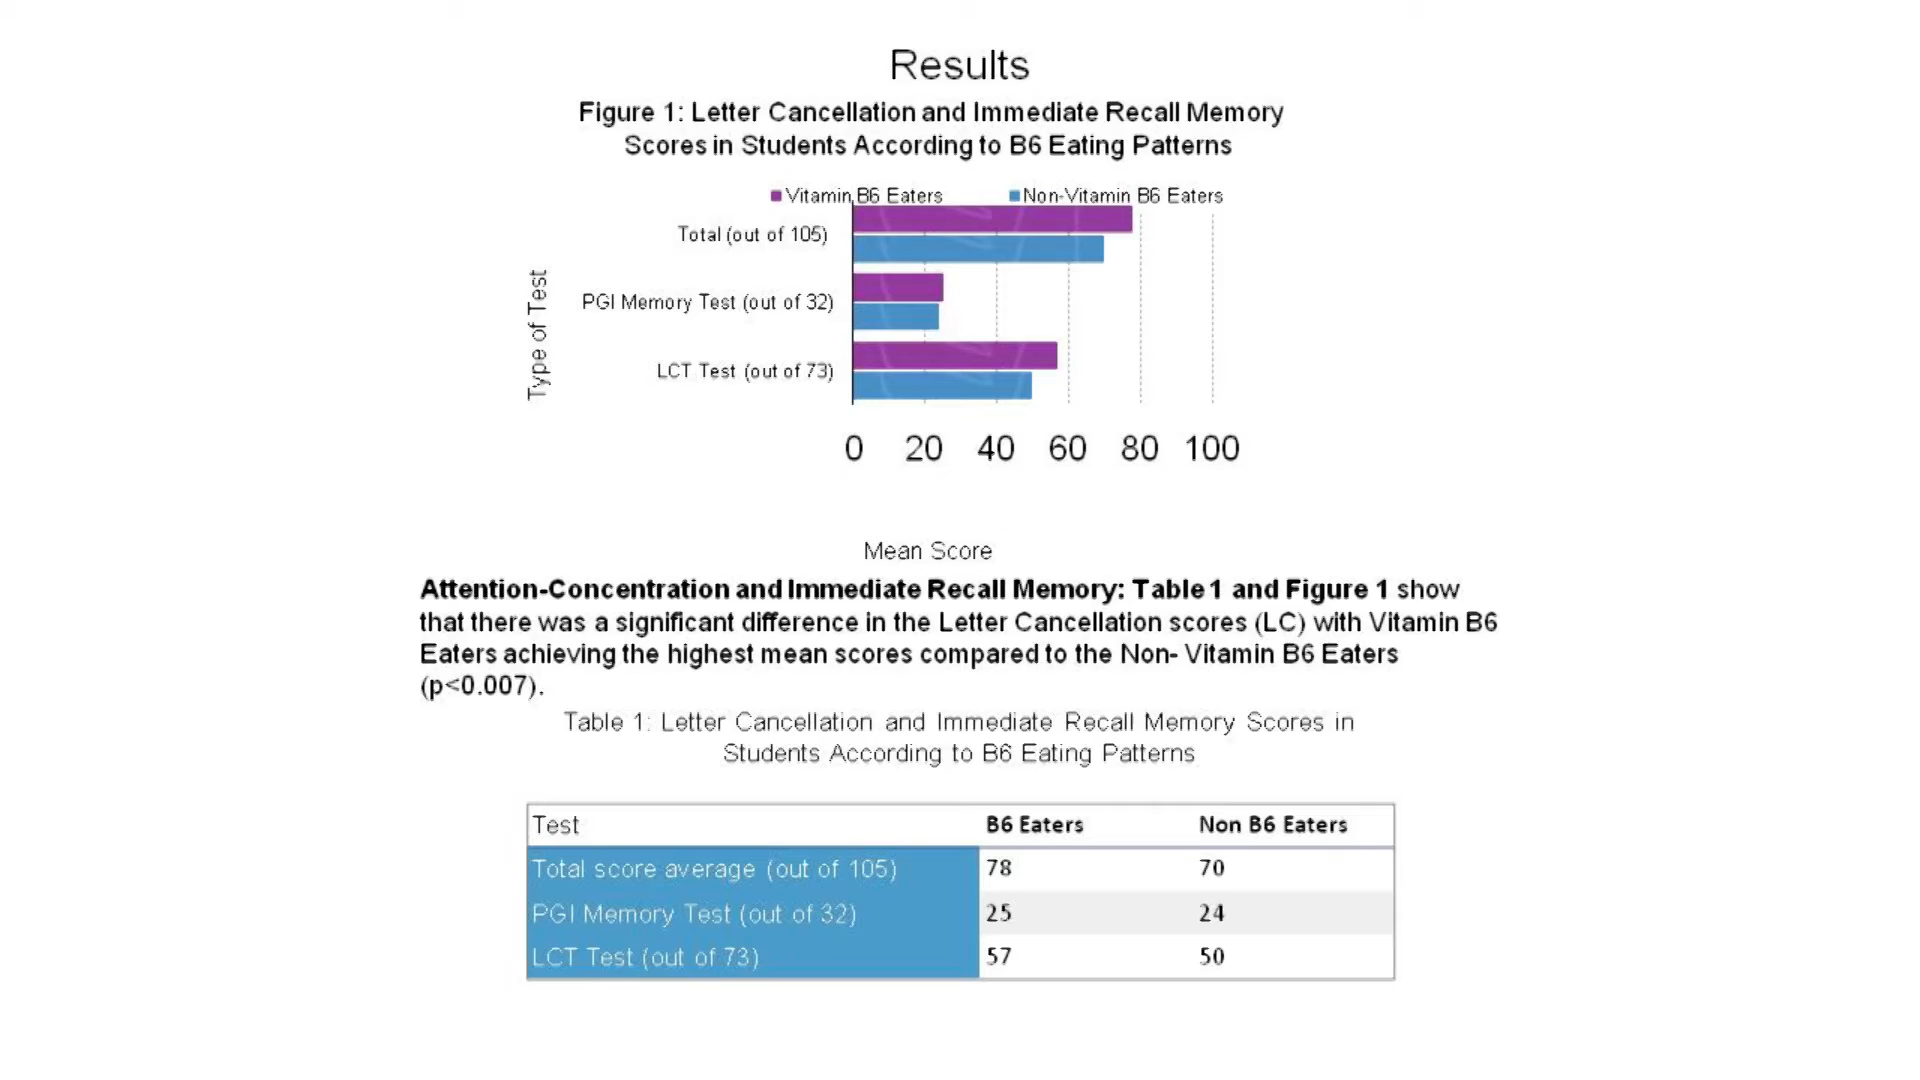 Results
Figure 1: Letter Cancellation and Immediate Recall Memory
Scores in Students According to B6 Eating Patterns
Vitamin B6 Eaters
Non-Vitamin B6 Eaters
Total (out of 105)
PGI Memory Test (out of 32)
LCT Test (out of 73)
Type of Test
0 20 40 60 80 100
Mean Score
Attention-Concentration and Immediate Recall Memory: Table 1 and Figure 1 show
that there was a significant difference in the Letter Cancellation scores (LC) with Vitamin B6
Eaters achieving the highest mean scores compared to the Non- Vitamin B6 Eaters
(p<0.007).
Table 1: Letter Cancellation and Immediate Recall Memory Scores in
Students According to B6 Eating Patterns
Test B6 Eaters Non B6 Eaters
Total score average (out of 105) 78 70
PGI Memory Test (out of 32) 25 24
LCT Test (out of 73) 57 50